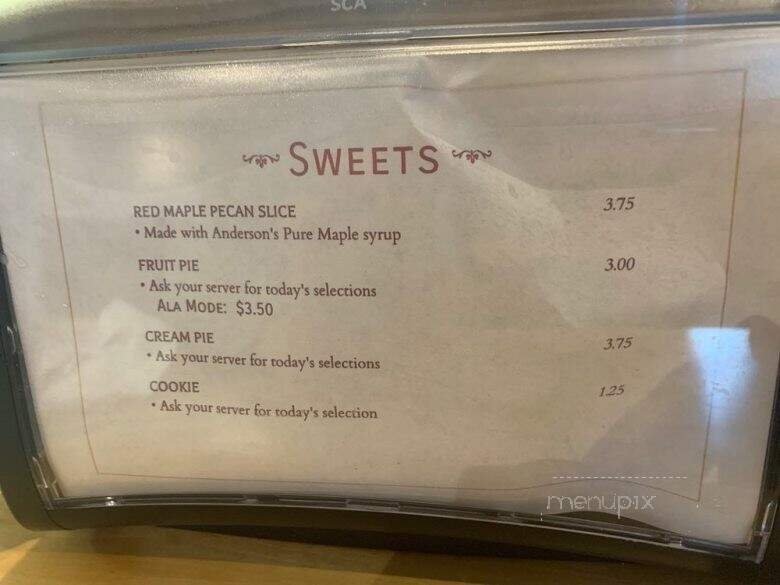 SCA
SWEETS
RED MAPLE PECAN SLICE 3.75
• Made with Anderson's Pure Maple syrup
FRUIT PIE 3.00
• Ask your server for today's selections
ALA MODE: $3.50
CREAM PIE 3.75
• Ask your server for today's selections
COOKIE 1.25
• Ask your server for today's selection
menupix